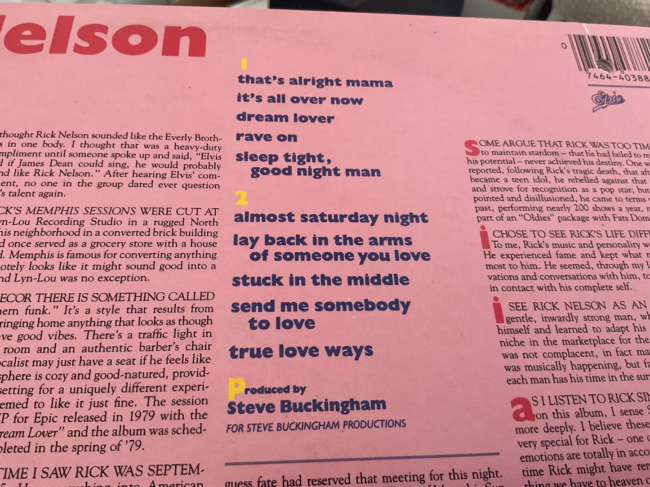 Nelson
0
7464-40388
Epic
thought Rick Nelson sounded like the Everly Broth-
s in one body. I thought that was a heavy-duty
mpliment until someone spoke up and said, "Elvis
d if James Dean could sing, he would probably
nd like Rick Nelson." After hearing Elvis' com-
ent, no one in the group dared ever question
's talent again.
CK'S MEMPHIS SESSIONS WERE CUT AT
yn-Lou Recording Studio in a rugged North
his neighborhood in a converted brick building
d once served as a grocery store with a house
d. Memphis is famous for converting anything
otely looks like it might sound good into a
nd Lyn-Lou was no exception.
DECOR THERE IS SOMETHING CALLED
ern funk." It's a style that results from
ringing home anything that looks as though
ve good vibes. There's a traffic light in
room and an authentic barber's chair
ocalist may just have a seat if he feels like
sphere is cozy and good-natured, provid-
setting for a uniquely different experi-
emed to like it just fine. The session
P for Epic released in 1979 with the
ream Lover" and the album was sched-
pleted in the spring of '79.
TIME I SAW RICK WAS SEPTEM-
1
that's alright mama
it's all over now
dream lover
rave on
sleep tight,
good night man
2
almost saturday night
lay back in the arms
of someone you love
stuck in the middle
send me somebody
to love
true love ways
Produced by
Steve Buckingham
FOR STEVE BUCKINGHAM PRODUCTIONS
guess fate had reserved that meeting for this night.
SOME ARGUE THAT RICK WAS TOO TIM
to maintain stardom – that he had failed to re
his potential – never achieved his destiny. One w
reported, following Rick's tragic death, that aft
became a teen idol, he rebelled against that
and strove for recognition as a pop star, but
pointed and disillusioned, he came to terms
past, performing nearly 200 shows a year,
part of an "Oldies" package with Fats Dom
i CHOSE TO SEE RICK'S LIFE DIFF
To me, Rick's music and personality w
He experienced fame and kept what
most to him. He seemed, through my
vations and conversations with him, to
in contact with his complete self.
i SEE RICK NELSON AS AN
gentle, inwardly strong man, wh
himself and learned to adapt his
niche in the marketplace for the
was not complacent, in fact ma
was musically happening, but fa
each man has his time in the sun
aS I LISTEN TO RICK SIN
on this album, I sense
more deeply. I believe these
very special for Rick – one
emotions are totally in acco
time Rick might have ren
thing we have to heaven